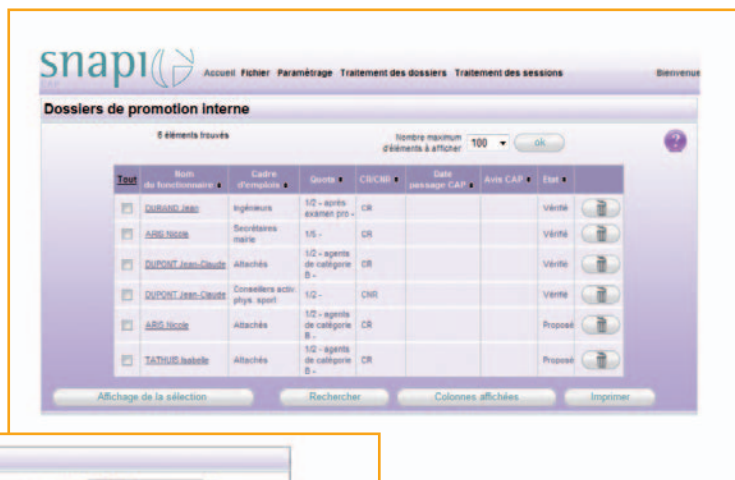 snapi
CAP
Accueil Fichier Paramétrage Traitement des dossiers Traitement des sessions
Bienvenue
Dossiers de promotion interne
6 éléments trouvés
Nombre maximum
d'éléments à afficher
100
ok
?
Tout
Nom
du fonctionnaire
Cadre
d'emplois
Quota
CR/CNR
Date
passage CAP
Avis CAP
Etat
DURAND Jean
Ingénieurs
1/2 - après
examen pro -
CR
Vérifié
ARIS Nicole
Secrétaires
mairie
1/5 -
CR
Vérifié
DUPONT Jean-Claude
Attachés
1/2 - agents
de catégorie
B -
CR
Vérifié
DUPONT Jean-Claude
Conseillers activ.
phys. sport
1/2 -
CNR
Vérifié
ARIS Nicole
Attachés
1/2 - agents
de catégorie
B -
CR
Proposé
TATHUIS Isabelle
Attachés
1/2 - agents
de catégorie
B -
CR
Proposé
Affichage de la sélection
Rechercher
Colonnes affichées
Imprimer